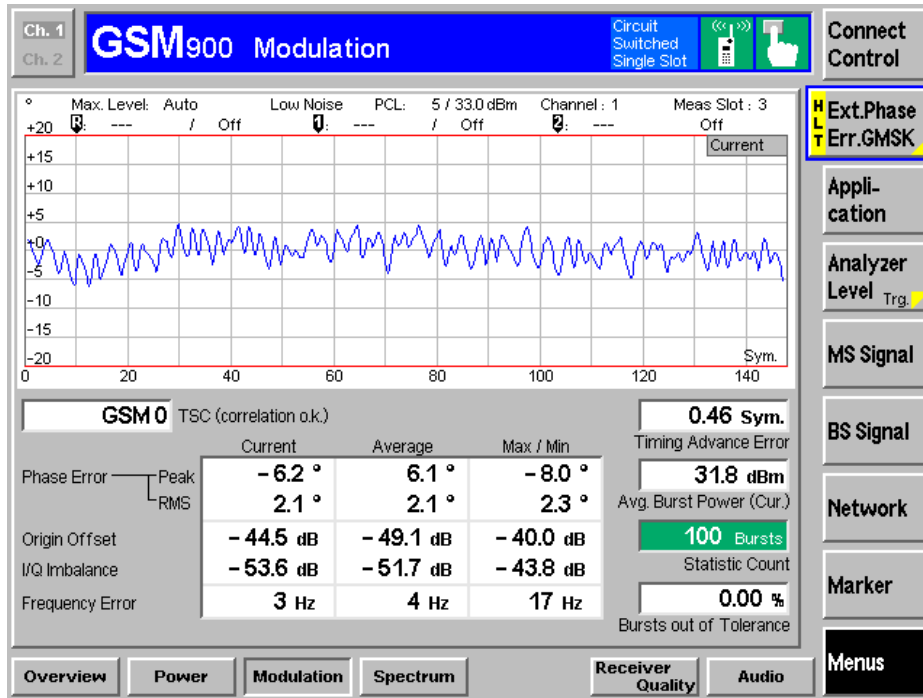 Ch. 1
Ch. 2
GSM900 Modulation
Circuit
Switched
Single Slot
Connect
Control
° Max. Level: Auto Low Noise PCL: 5 / 33.0 dBm Channel : 1 Meas Slot : 3
R: --- / Off 1: --- / Off 2: --- Off
Current
+20
+15
+10
+5
+0
-5
-10
-15
-20
Sym.
0 20 40 60 80 100 120 140
GSM 0 TSC (correlation o.k.)
Current Average Max / Min
Phase Error Peak - 6.2 ° 6.1 ° - 8.0 °
RMS 2.1 ° 2.1 ° 2.3 °
Origin Offset - 44.5 dB - 49.1 dB - 40.0 dB
I/Q Imbalance - 53.6 dB - 51.7 dB - 43.8 dB
Frequency Error 3 Hz 4 Hz 17 Hz
0.46 Sym.
Timing Advance Error
31.8 dBm
Avg. Burst Power (Cur.)
100 Bursts
Statistic Count
0.00 %
Bursts out of Tolerance
HLT
Ext.Phase
Err.GMSK
Appli-
cation
Analyzer
Level Trg.
MS Signal
BS Signal
Network
Marker
Menus
Overview Power Modulation Spectrum Receiver Quality Audio